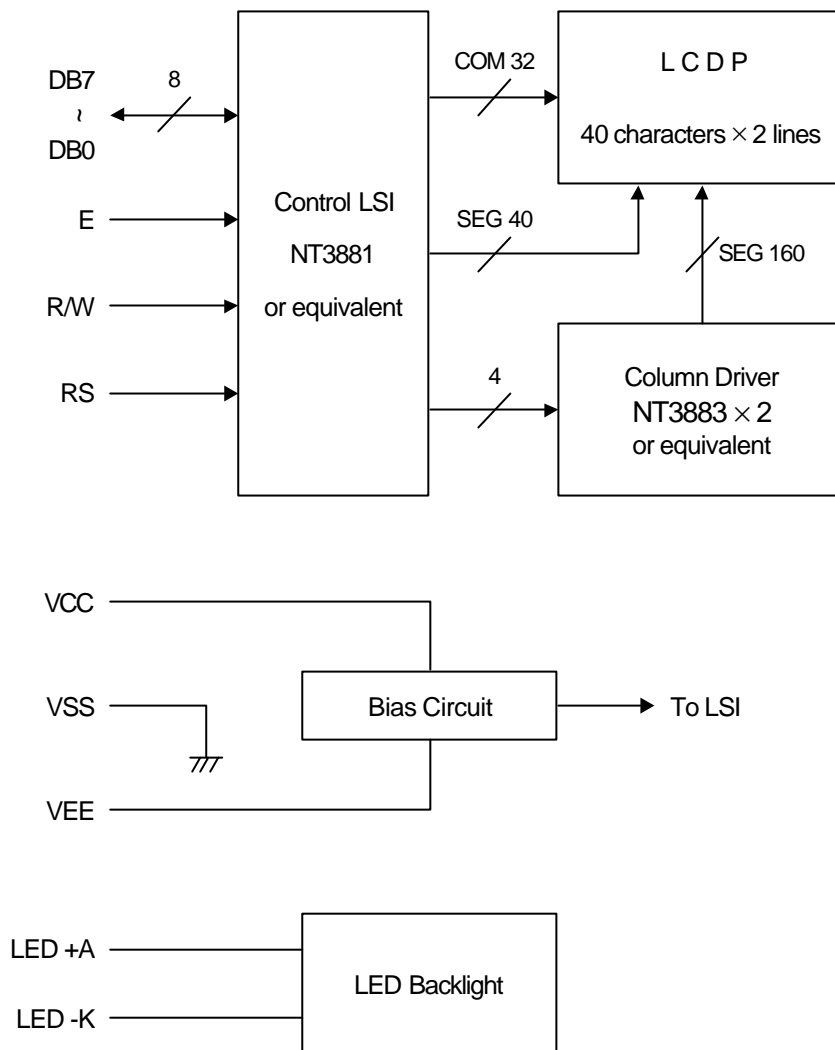 DB7
~
DB0
8
E
R/W
RS
Control LSI
NT3881
or equivalent
COM 32
SEG 40
4
L C D P
40 characters × 2 lines
SEG 160
Column Driver
NT3883 × 2
or equivalent
VCC
VSS
VEE
Bias Circuit
To LSI
LED +A
LED -K
LED Backlight